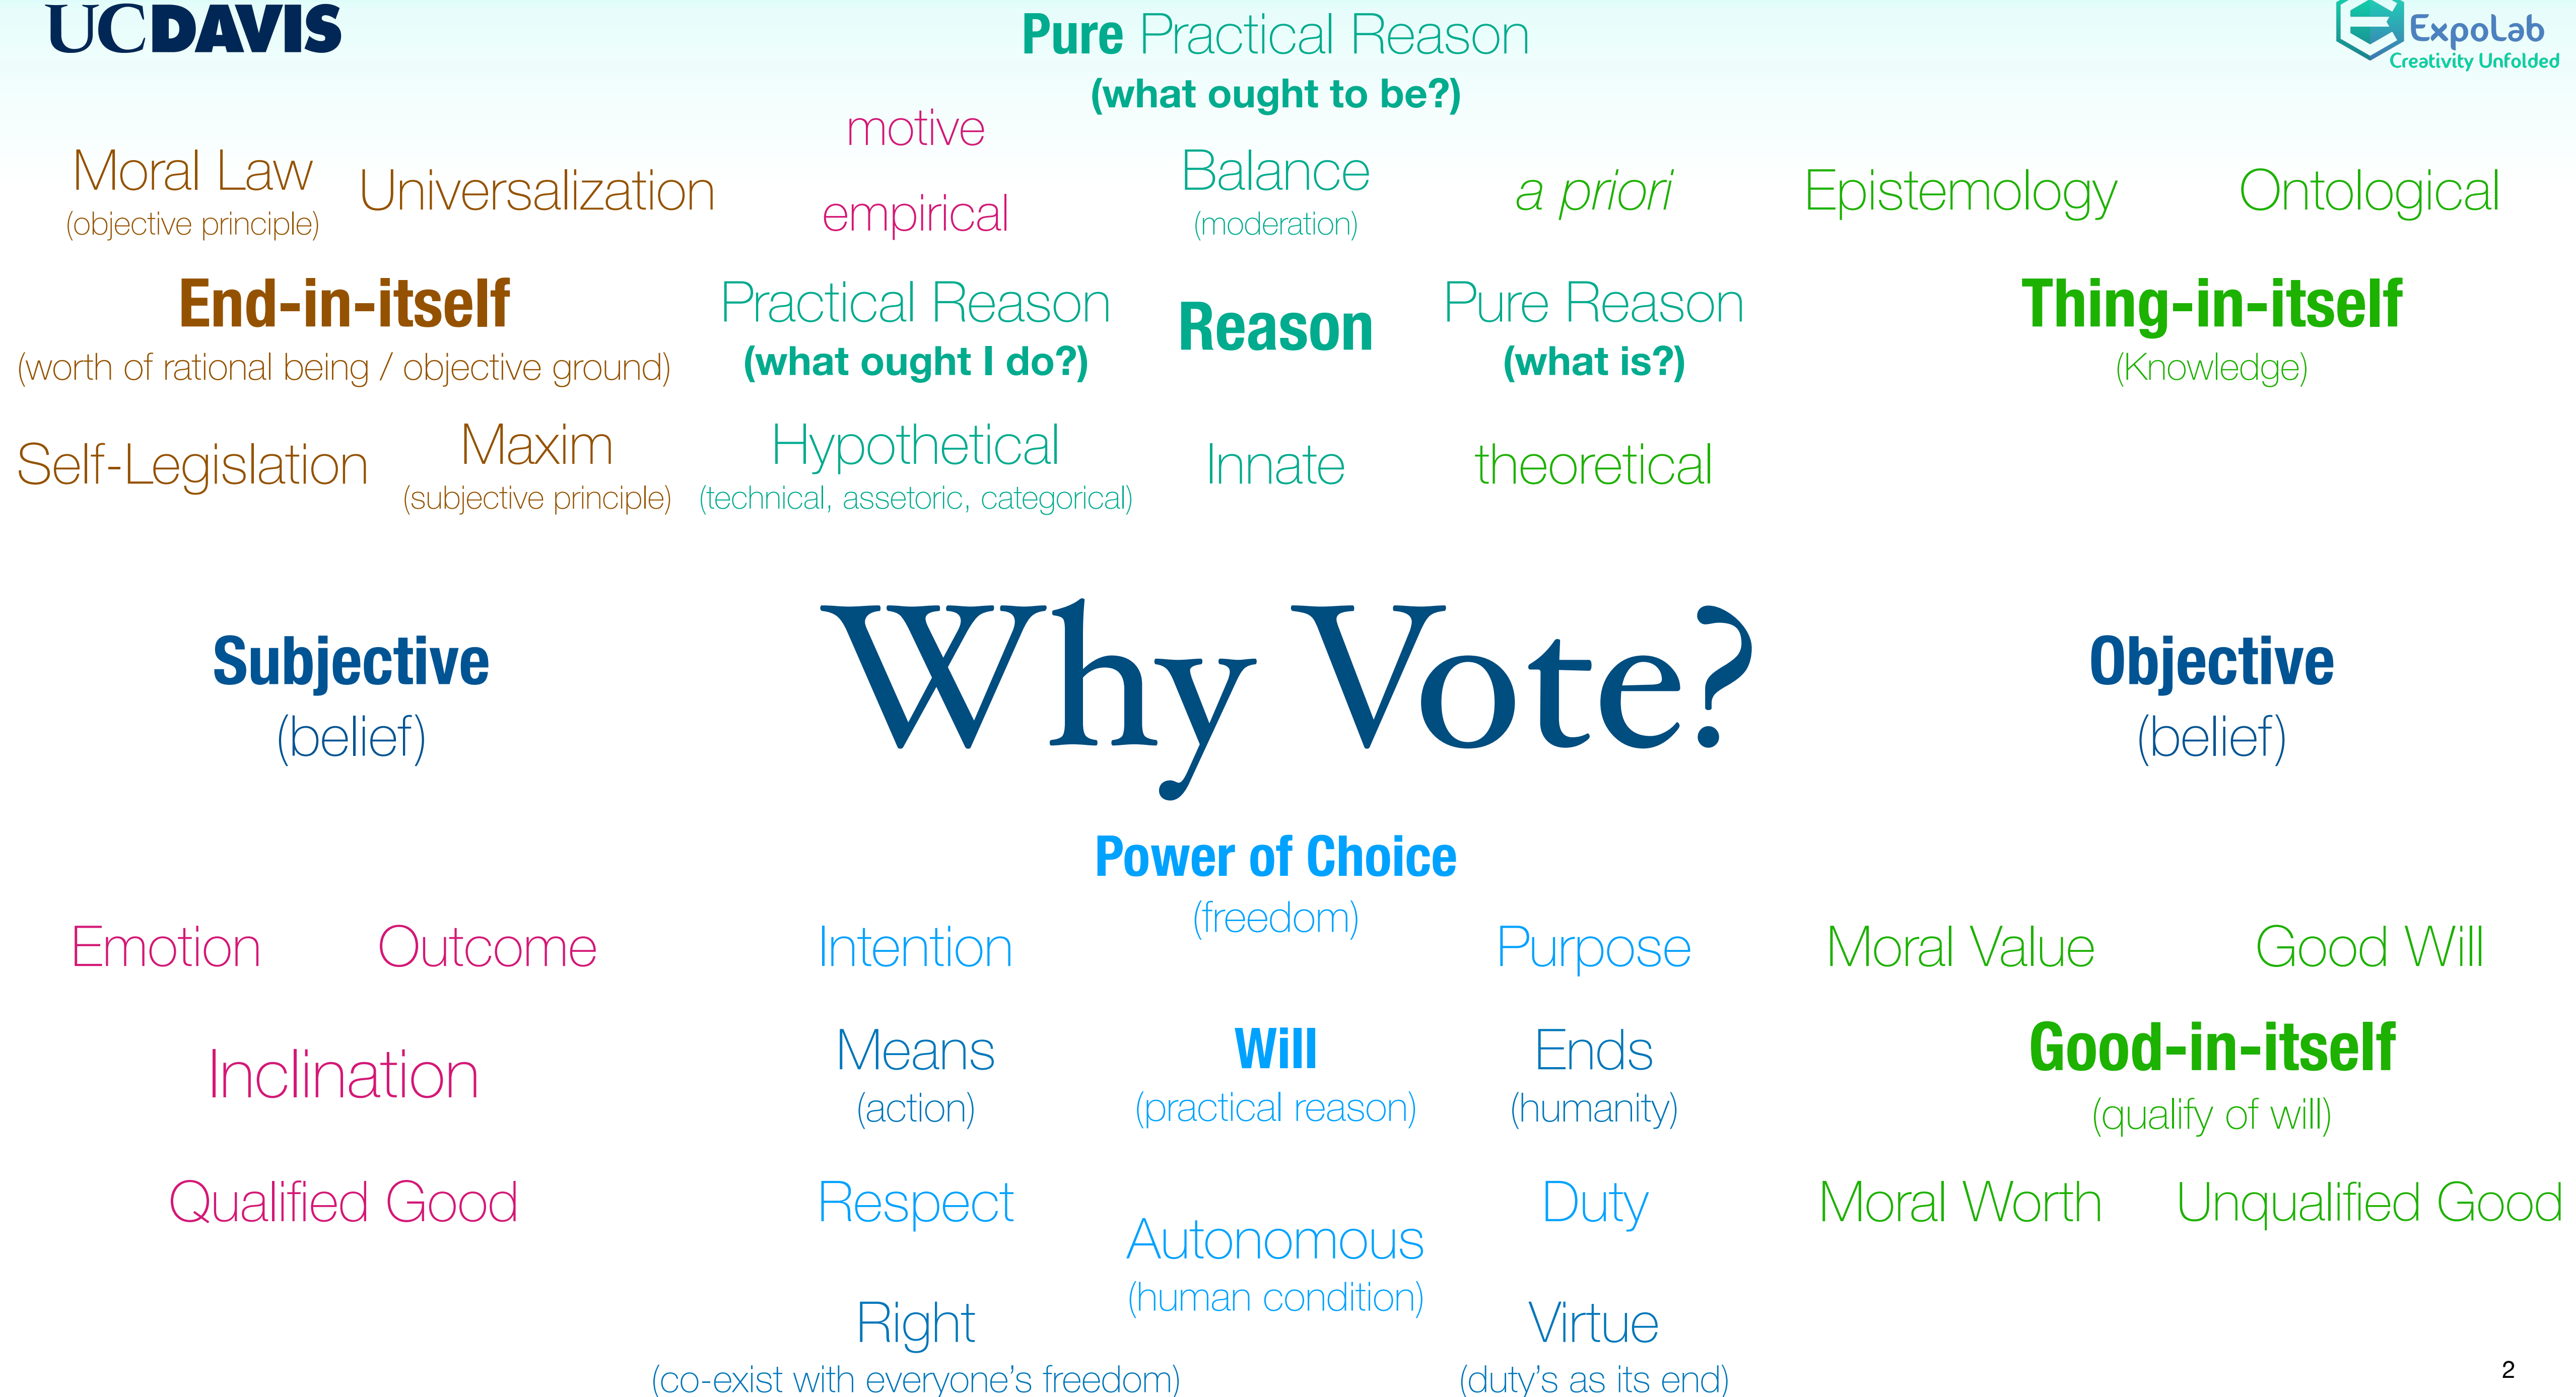 UCDAVIS
Pure Practical Reason
(what ought to be?)
ExpoLab
Creativity Unfolded
motive
empirical
Moral Law
(objective principle)
Universalization
Balance
(moderation)
a priori
Epistemology
Ontological
End-in-itself
(worth of rational being / objective ground)
Practical Reason
(what ought I do?)
Reason
Pure Reason
(what is?)
Thing-in-itself
(Knowledge)
Self-Legislation
Maxim
(subjective principle)
Hypothetical
(technical, assetoric, categorical)
Innate
theoretical
Subjective
(belief)
Why Vote?
Objective
(belief)
Power of Choice
(freedom)
Emotion
Outcome
Intention
Purpose
Moral Value
Good Will
Inclination
Means
(action)
Will
(practical reason)
Ends
(humanity)
Good-in-itself
(qualify of will)
Qualified Good
Respect
Autonomous
(human condition)
Duty
Moral Worth
Unqualified Good
Right
(co-exist with everyone's freedom)
Virtue
(duty's as its end)
2